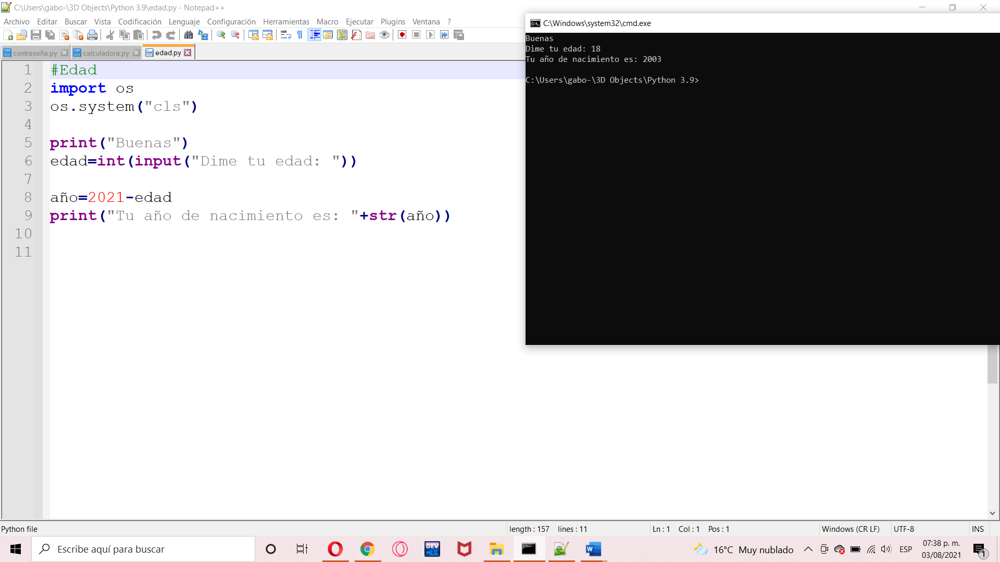 C:\Users\gabo-\3D Objects\Python 3.9\edad.py - Notepad++
Archivo Editar Buscar Vista Codificación Lenguaje Configuración Herramientas Macro Ejecutar Plugins Ventana ?
contraseña.py calculadora.py edad.py
1 #Edad
2 import os
3 os.system("cls")
4
5 print("Buenas")
6 edad=int(input("Dime tu edad: "))
7
8 año=2021-edad
9 print("Tu año de nacimiento es: "+str(año))
10
11
C:\Windows\system32\cmd.exe
Buenas
Dime tu edad: 18
Tu año de nacimiento es: 2003
C:\Users\gabo-\3D Objects\Python 3.9>
Python file length : 157 lines : 11 Ln : 1 Col : 1 Pos : 1 Windows (CR LF) UTF-8 INS
Escribe aquí para buscar
DEV C++
W
16°C Muy nublado
ESP
07:38 p. m.
03/08/2021
1